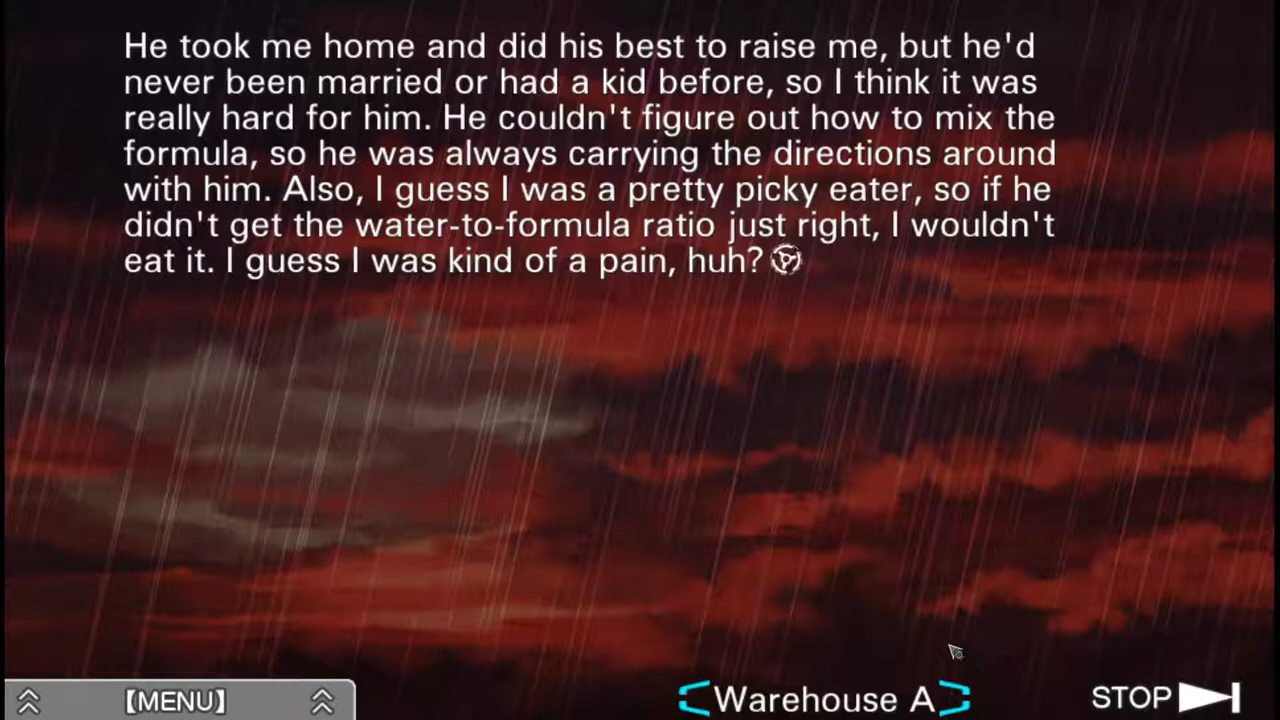 He took me home and did his best to raise me, but he'd
never been married or had a kid before, so I think it was
really hard for him. He couldn't figure out how to mix the
formula, so he was always carrying the directions around
with him. Also, I guess I was a pretty picky eater, so if he
didn't get the water-to-formula ratio just right, I wouldn't
eat it. I guess I was kind of a pain, huh?
【MENU】
Warehouse A
STOP